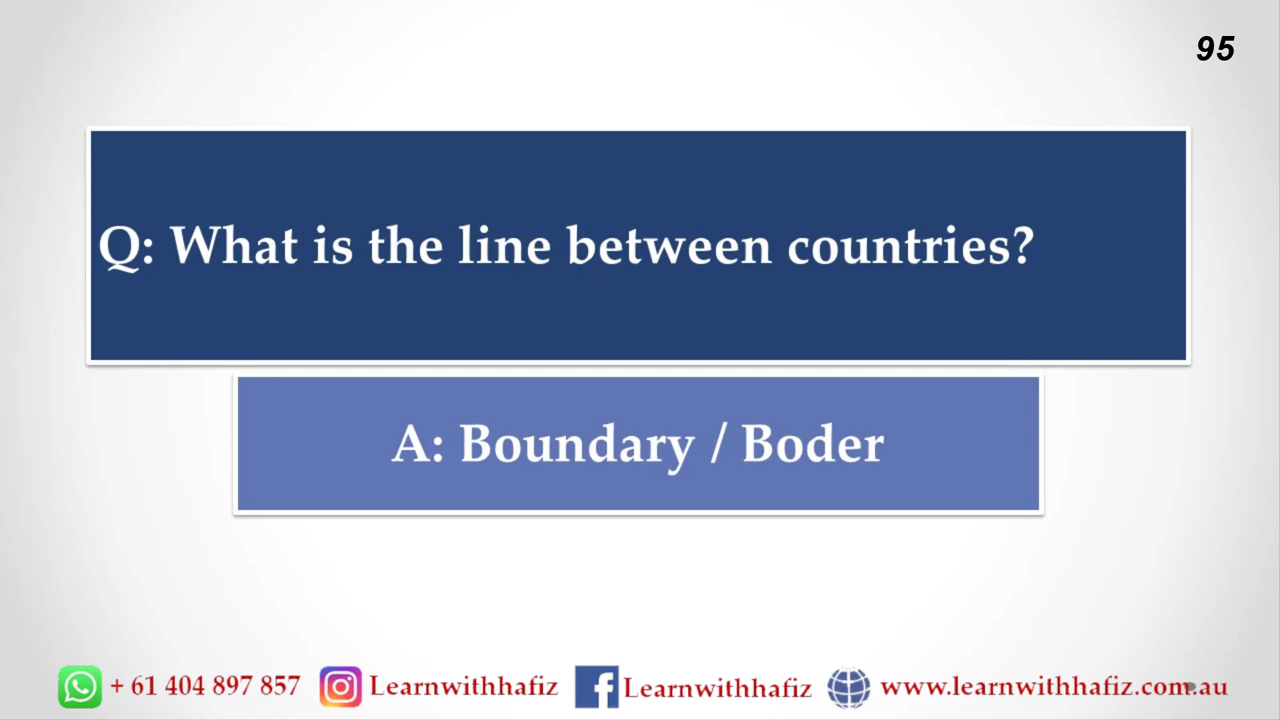 95
Q: What is the line between countries?
A: Boundary / Boder
+ 61 404 897 857 Learnwithhafiz Learnwithhafiz www.learnwithhafiz.com.au